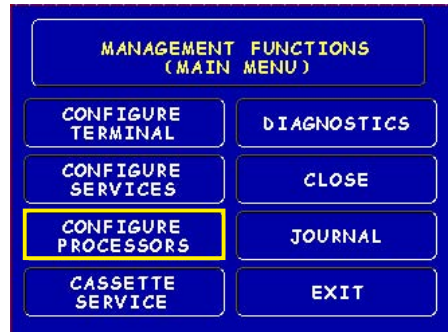 MANAGEMENT FUNCTIONS
(MAIN MENU)
CONFIGURE
TERMINAL
DIAGNOSTICS
CONFIGURE
SERVICES
CLOSE
CONFIGURE
PROCESSORS
JOURNAL
CASSETTE
SERVICE
EXIT